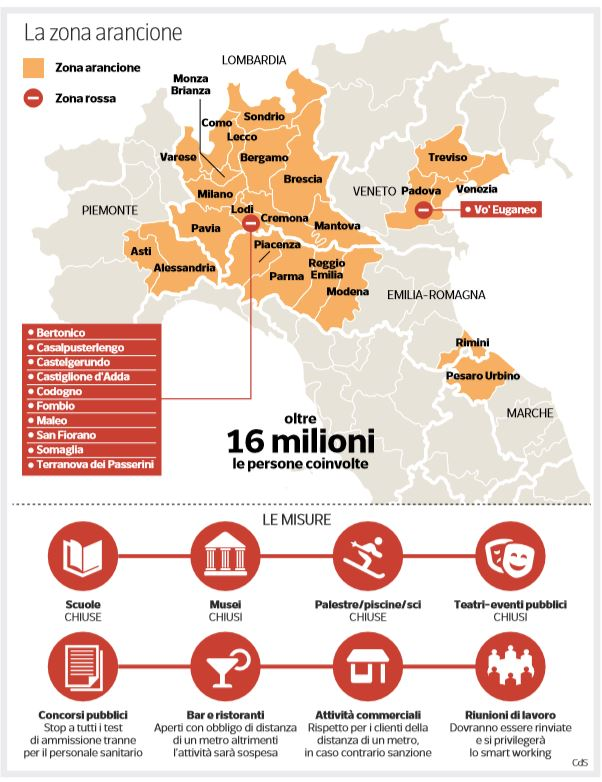 La zona arancione
Zona arancione
Zona rossa
LOMBARDIA
Monza
Brianza
Como
Sondrio
Lecco
Varese
Bergamo
Brescia
Milano
Lodi
Cremona
Pavia
Mantova
Treviso
VENETO
Padova
Venezia
Vo' Euganeo
PIEMONTE
Asti
Alessandria
Piacenza
Parma
Reggio
Emilia
Modena
EMILIA-ROMAGNA
Rimini
Pesaro Urbino
MARCHE
• Bertonico
• Casalpusterlengo
• Castelgerundo
• Castiglione d'Adda
• Codogno
• Fombio
• Maleo
• San Fiorano
• Somaglia
• Terranova dei Passerini
oltre
16 milioni
le persone coinvolte
LE MISURE
Scuole
CHIUSE
Musei
CHIUSI
Palestre/piscine/sci
CHIUSE
Teatri-eventi pubblici
CHIUSI
Concorsi pubblici
Stop a tutti i test
di ammissione tranne
per il personale sanitario
Bar e ristoranti
Aperti con obbligo di distanza
di un metro altrimenti
l'attività sarà sospesa
Attività commerciali
Rispetto per i clienti della
distanza di un metro,
in caso contrario sanzione
Riunioni di lavoro
Dovranno essere rinviate
e si privilegerà
lo smart working
CdS